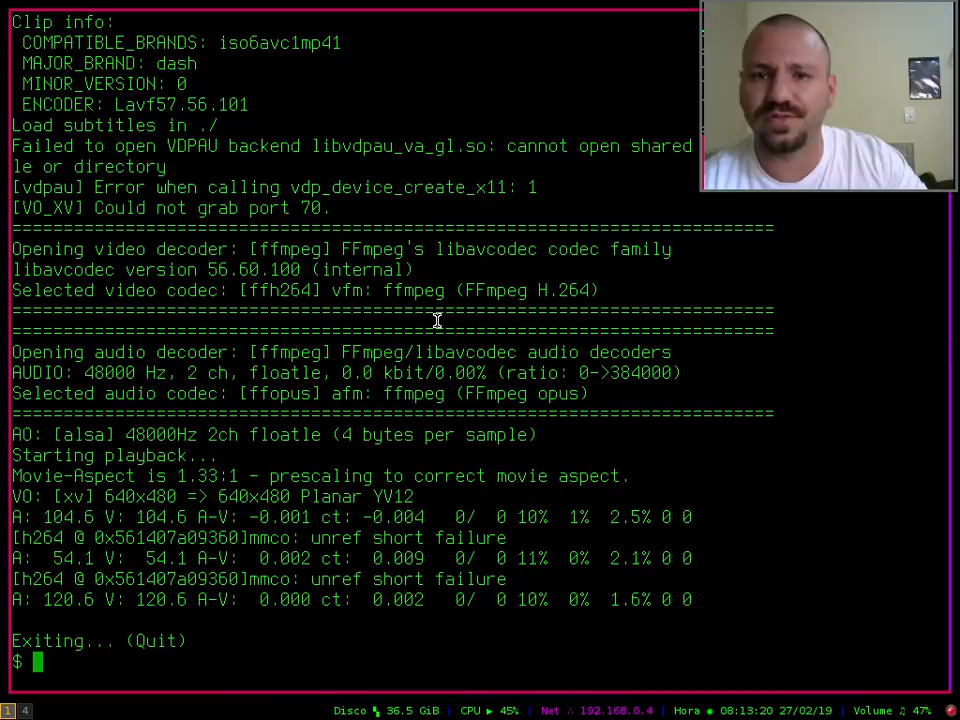 Clip info:
COMPATIBLE_BRANDS: iso6avc1mp41
MAJOR_BRAND: dash
MINOR_VERSION: 0
ENCODER: Lavf57.56.101
Load subtitles in ./
Failed to open VDPAU backend libvdpau_va_gl.so: cannot open shared
le or directory
[vdpau] Error when calling vdp_device_create_x11: 1
[VO_XV] Could not grab port 70.
==========================================================================
Opening video decoder: [ffmpeg] FFmpeg's libavcodec codec family
libavcodec version 56.60.100 (internal)
Selected video codec: [ffh264] vfm: ffmpeg (FFmpeg H.264)
==========================================================================
==========================================================================
Opening audio decoder: [ffmpeg] FFmpeg/libavcodec audio decoders
AUDIO: 48000 Hz, 2 ch, floatle, 0.0 kbit/0.00% (ratio: 0->384000)
Selected audio codec: [ffopus] afm: ffmpeg (FFmpeg opus)
==========================================================================
AO: [alsa] 48000Hz 2ch floatle (4 bytes per sample)
Starting playback...
Movie-Aspect is 1.33:1 - prescaling to correct movie aspect.
VO: [xv] 640x480 => 640x480 Planar YV12
A: 104.6 V: 104.6 A-V: -0.001 ct: -0.004   0/  0 10%  1%  2.5% 0 0
[h264 @ 0x561407a09360]mmco: unref short failure
A:  54.1 V:  54.1 A-V:  0.002 ct:  0.009   0/  0 11%  0%  2.1% 0 0
[h264 @ 0x561407a09360]mmco: unref short failure
A: 120.6 V: 120.6 A-V:  0.000 ct:  0.002   0/  0 10%  0%  1.6% 0 0
Exiting... (Quit)
$
1 4 Disco 36.5 GiB | CPU ▶ 45% | Net ∴ 192.168.0.4 | Hora ◉ 08:13:20 27/02/19 | Volume ♫ 47%